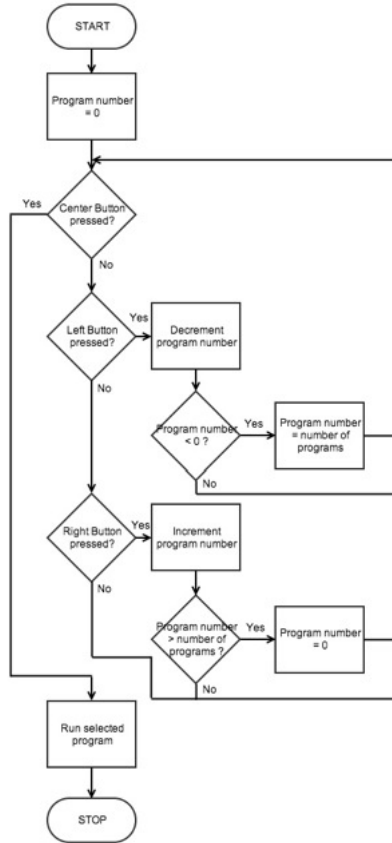 START
Program number
= 0
Yes
Center Button
pressed?
No
Left Button
pressed?
Yes
Decrement
program number
No
Program number
< 0 ?
Yes
Program number
= number of
programs
No
Right Button
pressed?
Yes
Increment
program number
No
Program number
> number of
programs ?
Yes
Program number
= 0
No
Run selected
program
STOP